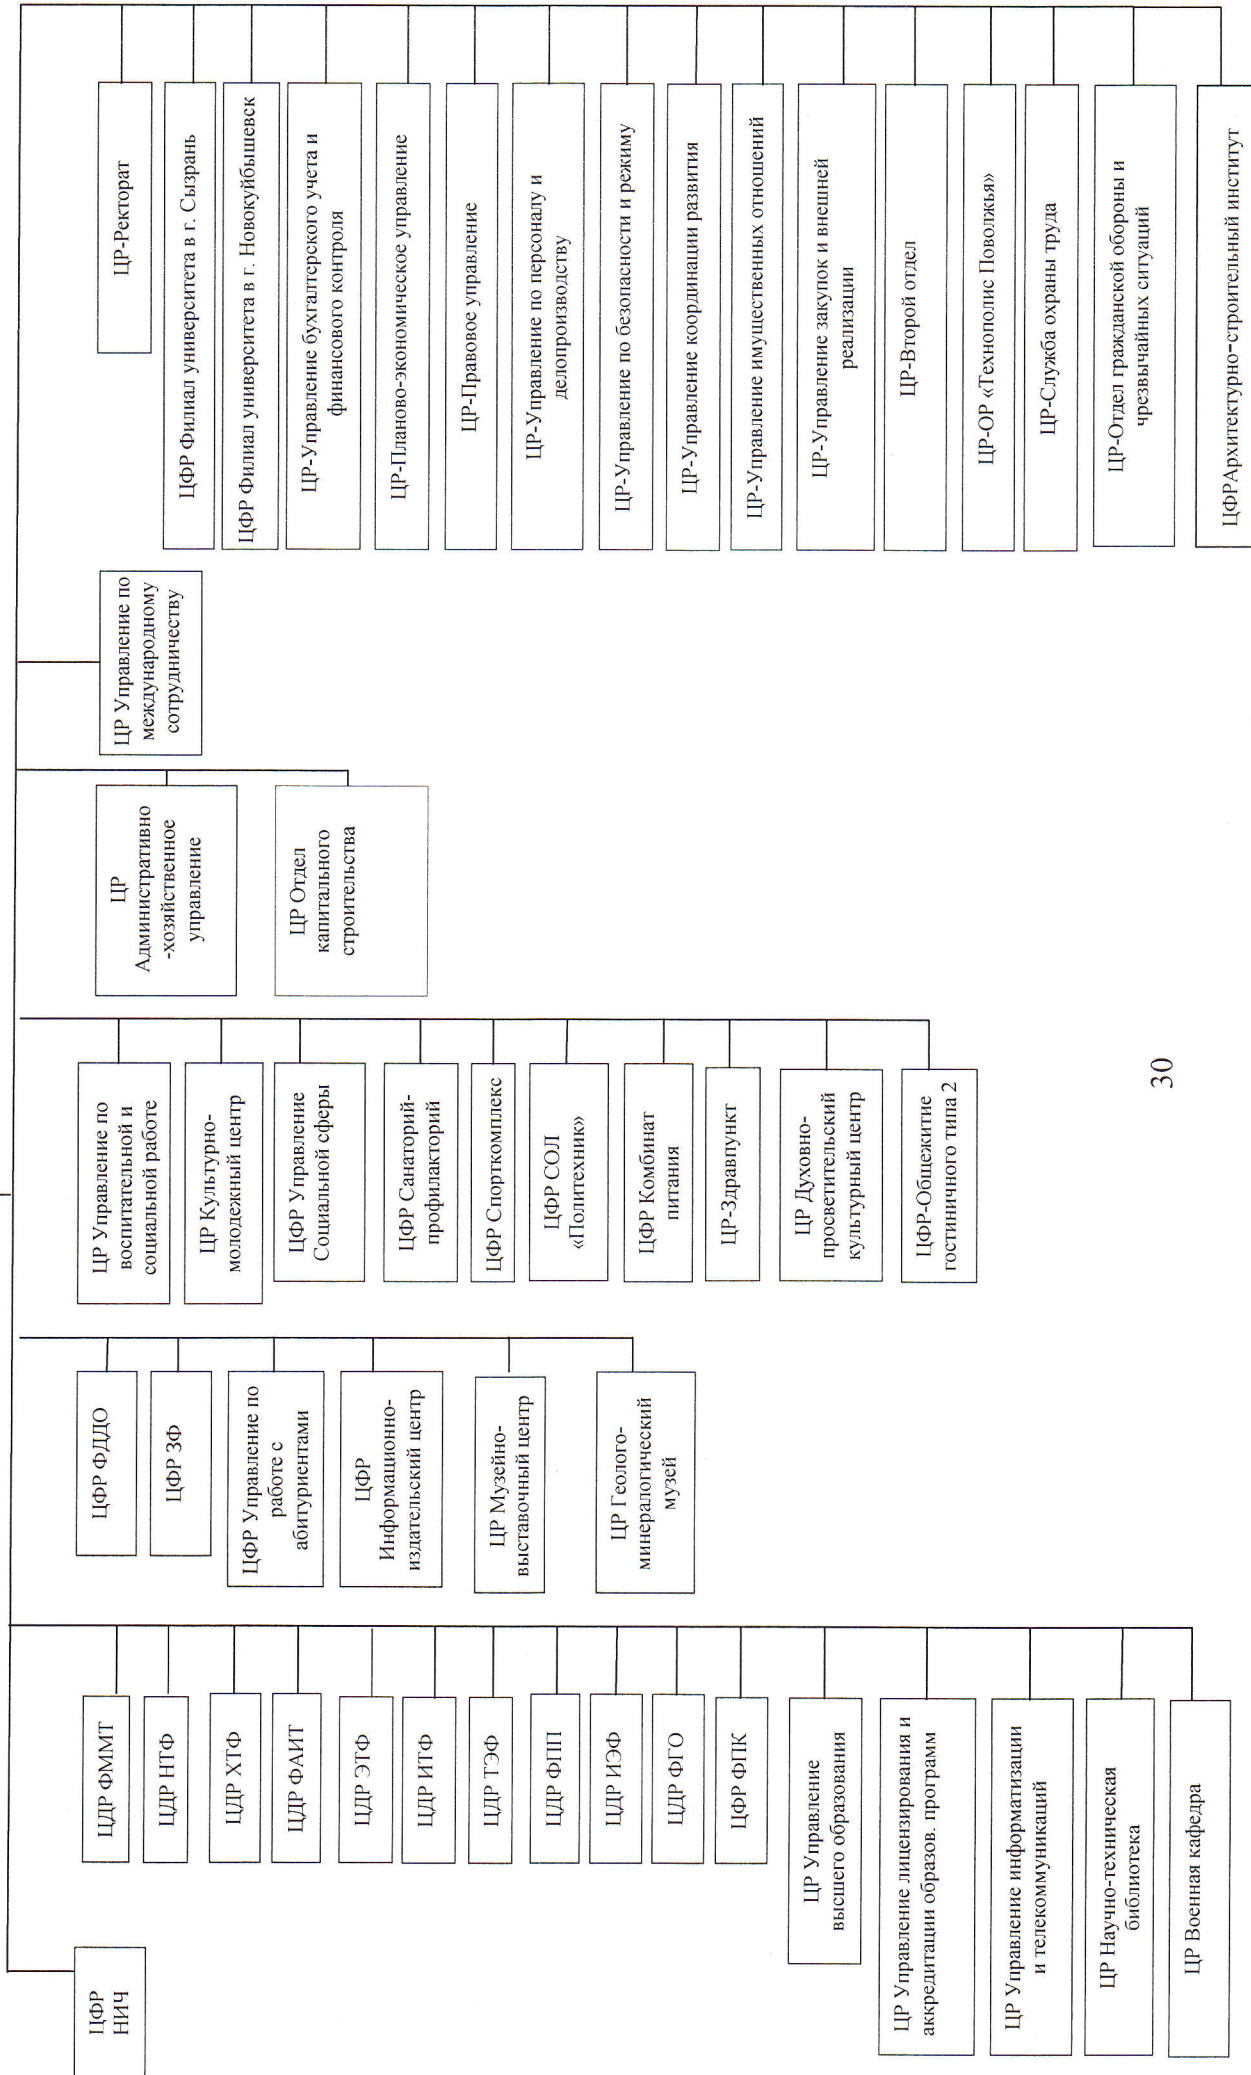 ЦФР
НИЧ
ЦДР ФММТ
ЦДР НТФ
ЦДР ХТФ
ЦДР ФАИТ
ЦДР ЭТФ
ЦДР ИТФ
ЦДР ТЭФ
ЦДР ФПП
ЦДР ИЭФ
ЦДР ФГО
ЦФР ФПК
ЦР Управление
высшего образования
ЦР Управление лицензирования и
аккредитации образов. программ
ЦР Управление информатизации
и телекоммуникаций
ЦР Научно-техническая
библиотека
ЦР Военная кафедра
ЦФР ФДДО
ЦФР ЗФ
ЦФР Управление по
работе с
абитуриентами
ЦФР
Информационно-
издательский центр
ЦР Музейно-
выставочный центр
ЦР Геолого-
минералогический
музей
ЦР Управление по
воспитательной и
социальной работе
ЦР Культурно-
молодежный центр
ЦФР Управление
Социальной сферы
ЦФР Санаторий-
профилакторий
ЦФР Спорткомплекс
ЦФР СОЛ
«Политехник»
ЦФР Комбинат
питания
ЦР-Здравпункт
ЦР Духовно-
просветительский
культурный центр
ЦФР-Общежитие
гостиничного типа 2
ЦР
Административно
-хозяйственное
управление
ЦР Отдел
капитального
строительства
ЦР Управление по
международному
сотрудничеству
ЦР-Ректорат
ЦФР Филиал университета в г. Сызрань
ЦФР Филиал университета в г. Новокуйбышевск
ЦР-Управление бухгалтерского учета и
финансового контроля
ЦР-Планово-экономическое управление
ЦР-Правовое управление
ЦР-Управление по персоналу и
делопроизводству
ЦР-Управление по безопасности и режиму
ЦР-Управление координации развития
ЦР-Управление имущественных отношений
ЦР-Управление закупок и внешней
реализации
ЦР-Второй отдел
ЦР-ОР «Технополис Поволжья»
ЦР-Служба охраны труда
ЦР-Отдел гражданской обороны и
чрезвычайных ситуаций
ЦФРАрхитектурно-строительный институт
30